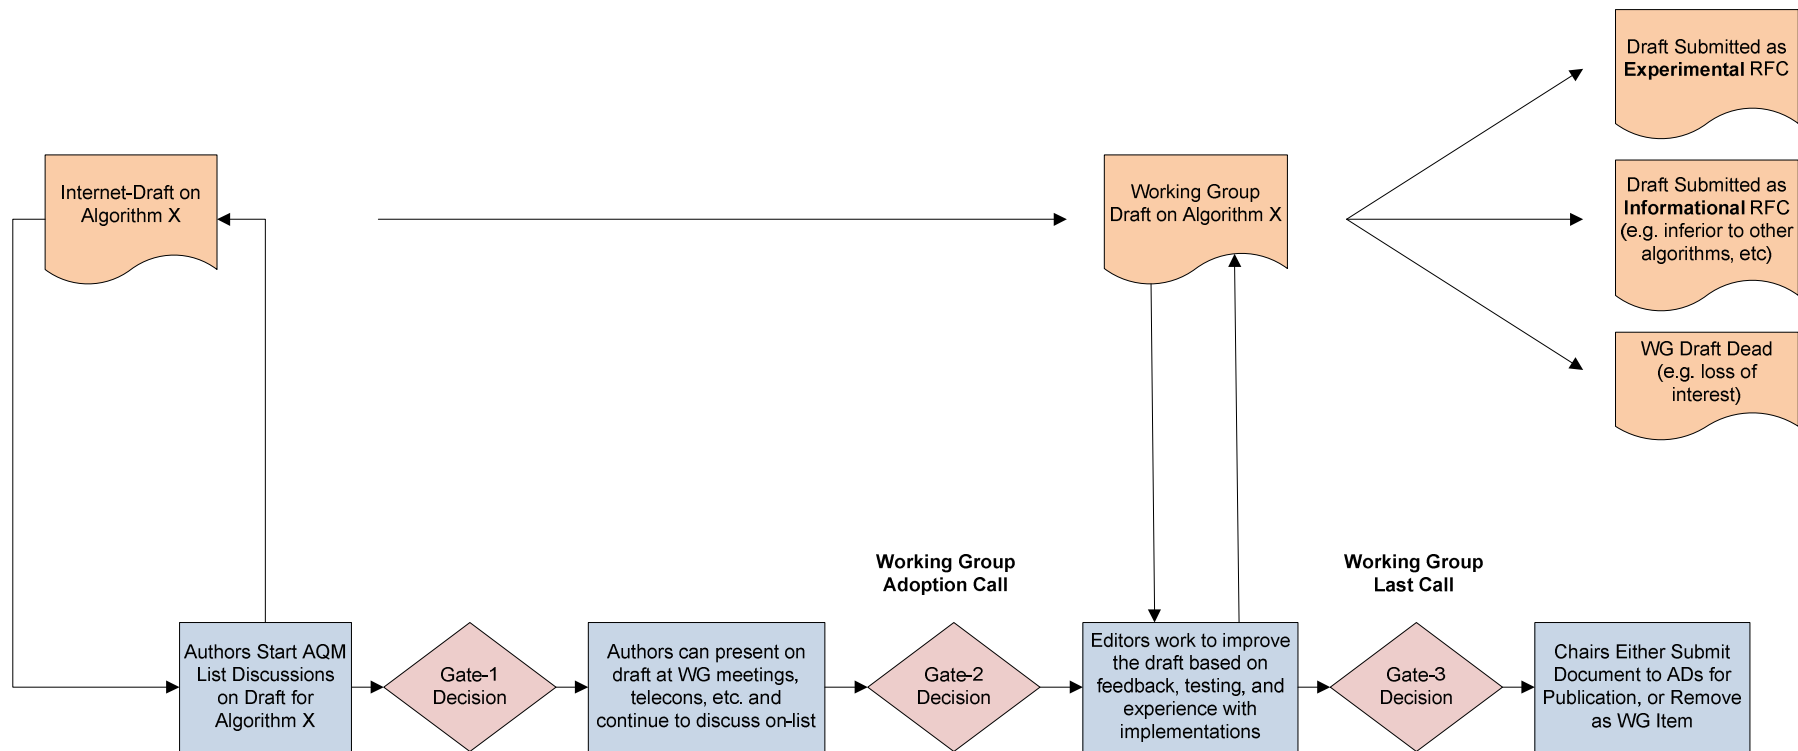 Draft Submitted as
Experimental RFC
Internet-Draft on
Algorithm X
Working Group
Draft on Algorithm X
Draft Submitted as
Informational RFC
(e.g. inferior to other
algorithms, etc)
WG Draft Dead
(e.g. loss of
interest)
Working Group
Adoption Call
Working Group
Last Call
Authors Start AQM
List Discussions
on Draft for
Algorithm X
Gate-1
Decision
Authors can present on
draft at WG meetings,
telecons, etc. and
continue to discuss on-list
Gate-2
Decision
Editors work to improve
the draft based on
feedback, testing, and
experience with
implementations
Gate-3
Decision
Chairs Either Submit
Document to ADs for
Publication, or Remove
as WG Item